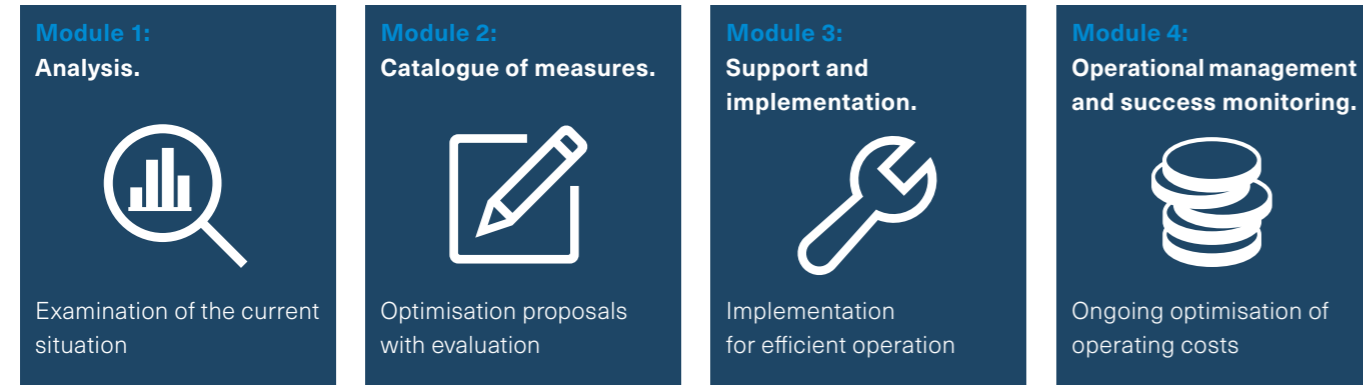 Module 1:
Analysis.
Examination of the current
situation
Module 2:
Catalogue of measures.
Optimisation proposals
with evaluation
Module 3:
Support and
implementation.
Implementation
for efficient operation
Module 4:
Operational management
and success monitoring.
Ongoing optimisation of
operating costs